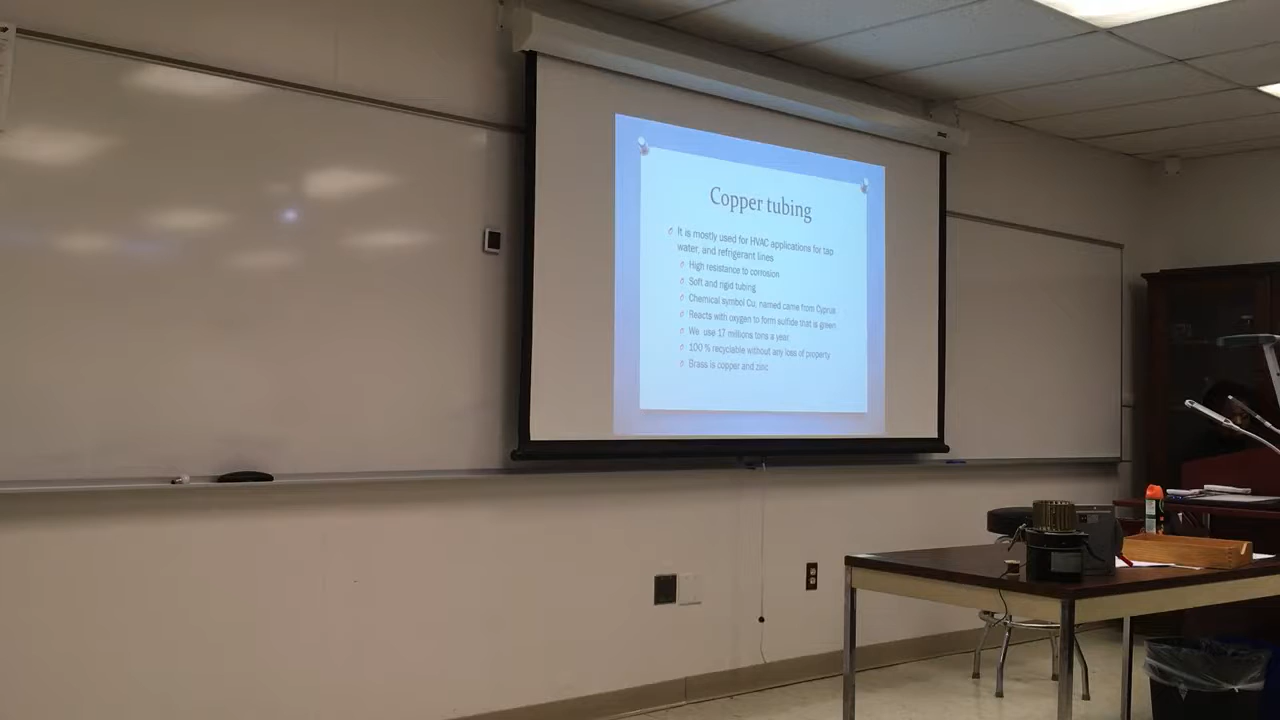 Copper tubing
It is mostly used for HVAC applications for tap
water, and refrigerant lines
High resistance to corrosion
Soft and rigid tubing
Chemical symbol Cu, named came from Cyprus
Reacts with oxygen to form sulfide that is green
We use 17 millions tons a year.
100 % recyclable without any loss of property
Brass is copper and zinc